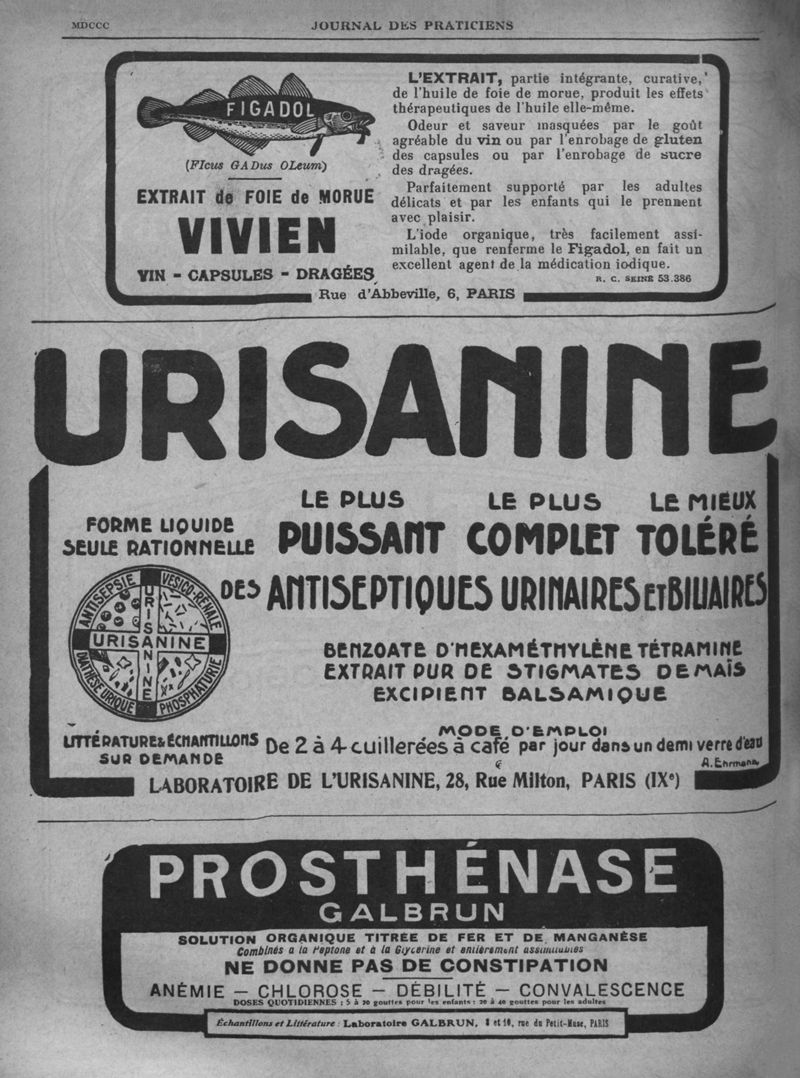 MDCCC
JOURNAL DES PRATICIENS
FIGADOL
(FIcus GADus OLeum)
EXTRAIT de FOIE de MORUE
VIVIEN
VIN - CAPSULES - DRAGÉES
L'EXTRAIT, partie intégrante, curative,
de l'huile de foie de morue, produit les effets
thérapeutiques de l'huile elle-même.
Odeur et saveur masquées par le goût
agréable du vin ou par l'enrobage de gluten
des capsules ou par l'enrobage de sucre
des dragées.
Parfaitement supporté par les adultes
délicats et par les enfants qui le prennent
avec plaisir.
L'iode organique, très facilement assi-
milable, que renferme le Figadol, en fait un
excellent agent de la médication iodique.
R. C. SEINE 53.386
Rue d'Abbeville, 6, PARIS
URISANINE
FORME LIQUIDE
SEULE RATIONNELLE
LE PLUS LE PLUS LE MIEUX
PUISSANT COMPLET TOLÉRÉ
DES ANTISEPTIQUES URINAIRES ET BILIAIRES
ANTISEPSIE VESICO-RÉNALE
URISANINE
URISANINE
DIATHÈSE URIQUE PHOSPHATURIE
BENZOATE D'HEXAMÉTHYLÈNE TÉTRAMINE
EXTRAIT PUR DE STIGMATES DE MAÏS
EXCIPIENT BALSAMIQUE
LITTÉRATURE & ÉCHANTILLONS
SUR DEMANDE
MODE D'EMPLOI
De 2 à 4 cuillerées à café par jour dans un demi verre d'eau
A. Ehrmann
LABORATOIRE DE L'URISANINE, 28, Rue Milton, PARIS (IXe)
PROSTHÉNASE
GALBRUN
SOLUTION ORGANIQUE TITRÉE DE FER ET DE MANGANÈSE
Combinés a la Peptone et à la Glycérine et entièrement assimilables
NE DONNE PAS DE CONSTIPATION
ANÉMIE — CHLOROSE — DÉBILITÉ — CONVALESCENCE
DOSES QUOTIDIENNES : 5 à 20 gouttes pour les enfants : 20 à 40 gouttes pour les adultes
Échantillons et Littérature : Laboratoire GALBRUN, 8 et 10, rue du Petit-Musc, PARIS